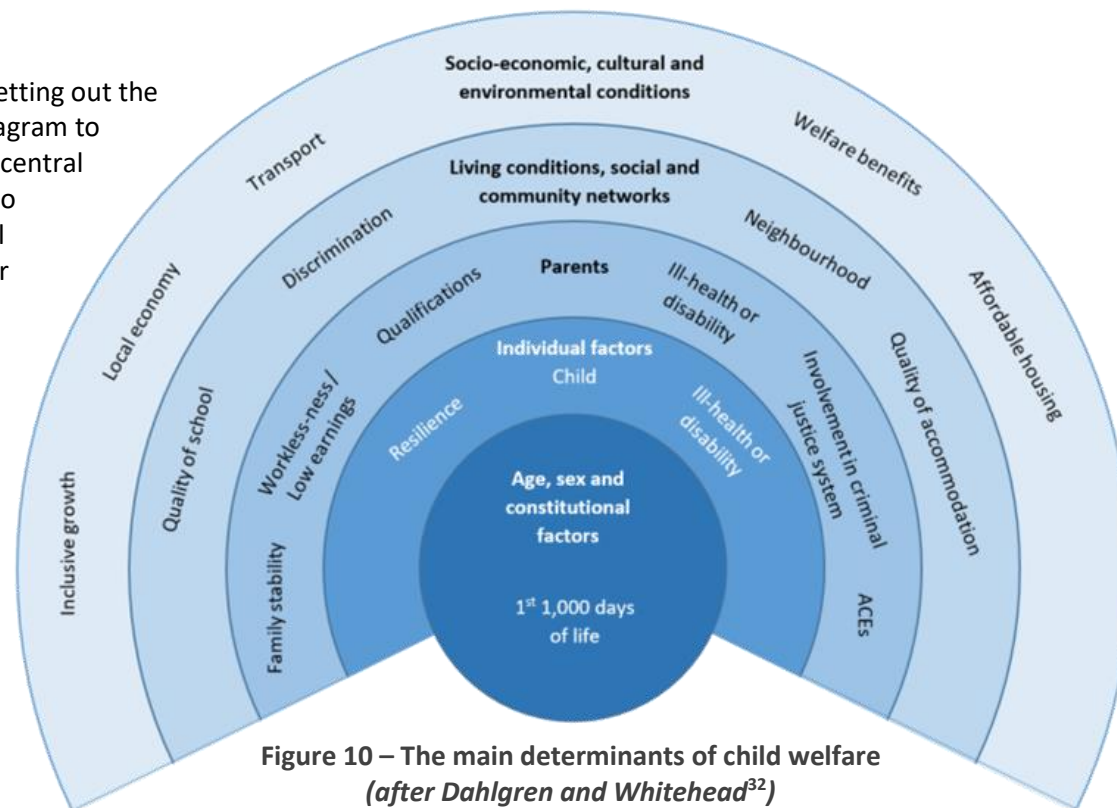 etting out the
agram to
central
o
l
r
Socio-economic, cultural and
environmental conditions
Inclusive growth
Local economy
Transport
Welfare benefits
Affordable housing
Living conditions, social and
community networks
Quality of school
Discrimination
Neighbourhood
Quality of accommodation
Parents
Family stability
Workless-ness /
Low earnings
Qualifications
Ill-health or
disability
Involvement in criminal
justice system
ACEs
Individual factors
Child
Resilience
Ill-health or
disability
Age, sex and
constitutional
factors
1st 1,000 days
of life
Figure 10 – The main determinants of child welfare
(after Dahlgren and Whitehead32)